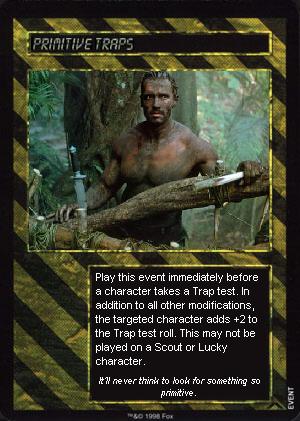 PRIMITIVE TRAPS
Play this event immediately before
a character takes a Trap test. In
addition to all other modifications,
the targeted character adds +2 to
the Trap test roll. This may not be
played on a Scout or Lucky
character.
It'll never think to look for something so
primitive.
EVENT
™&© 1998 Fox